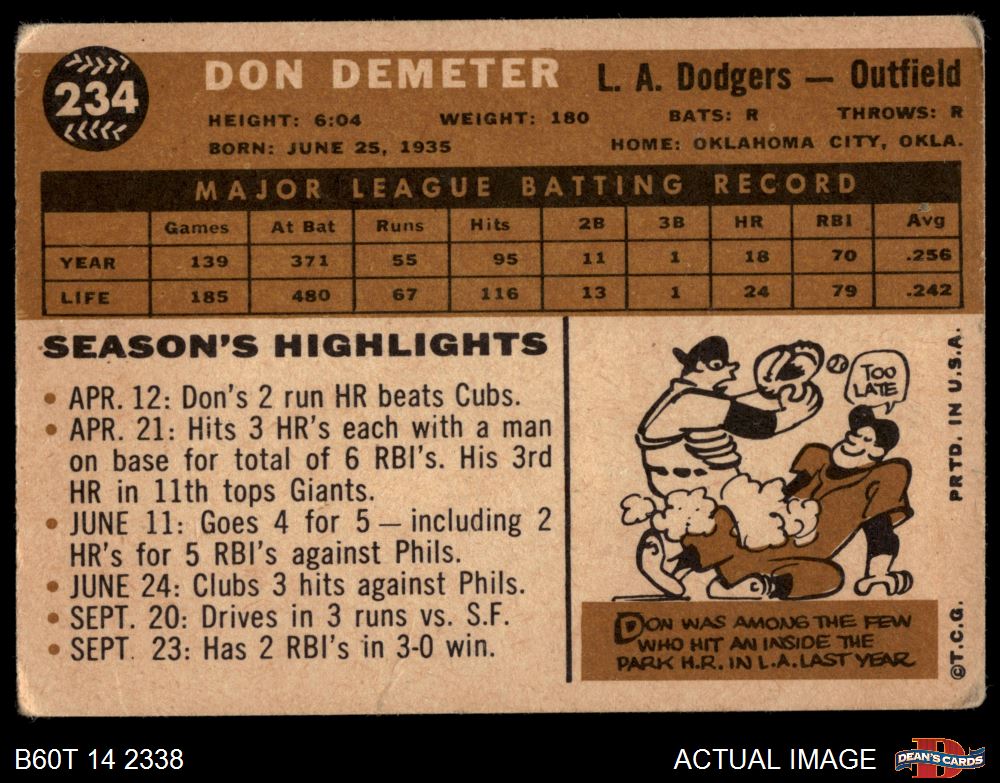 234
DON DEMETER L. A. Dodgers — Outfield
HEIGHT: 6:04 WEIGHT: 180 BATS: R THROWS: R
BORN: JUNE 25, 1935 HOME: OKLAHOMA CITY, OKLA.
MAJOR LEAGUE BATTING RECORD
Games At Bat Runs Hits 2B 3B HR RBI Avg
YEAR 139 371 55 95 11 1 18 70 .256
LIFE 185 480 67 116 13 1 24 79 .242
SEASON'S HIGHLIGHTS
• APR. 12: Don's 2 run HR beats Cubs.
• APR. 21: Hits 3 HR's each with a man
on base for total of 6 RBI's. His 3rd
HR in 11th tops Giants.
• JUNE 11: Goes 4 for 5 — including 2
HR's for 5 RBI's against Phils.
• JUNE 24: Clubs 3 hits against Phils.
• SEPT. 20: Drives in 3 runs vs. S.F.
• SEPT. 23: Has 2 RBI's in 3-0 win.
TOO
LATE
DON WAS AMONG THE FEW
WHO HIT AN INSIDE THE
PARK H.R. IN L.A. LAST YEAR
©T.C.G. PRTD. IN U.S.A.
B60T 14 2338 ACTUAL IMAGE
DEAN'S CARDS